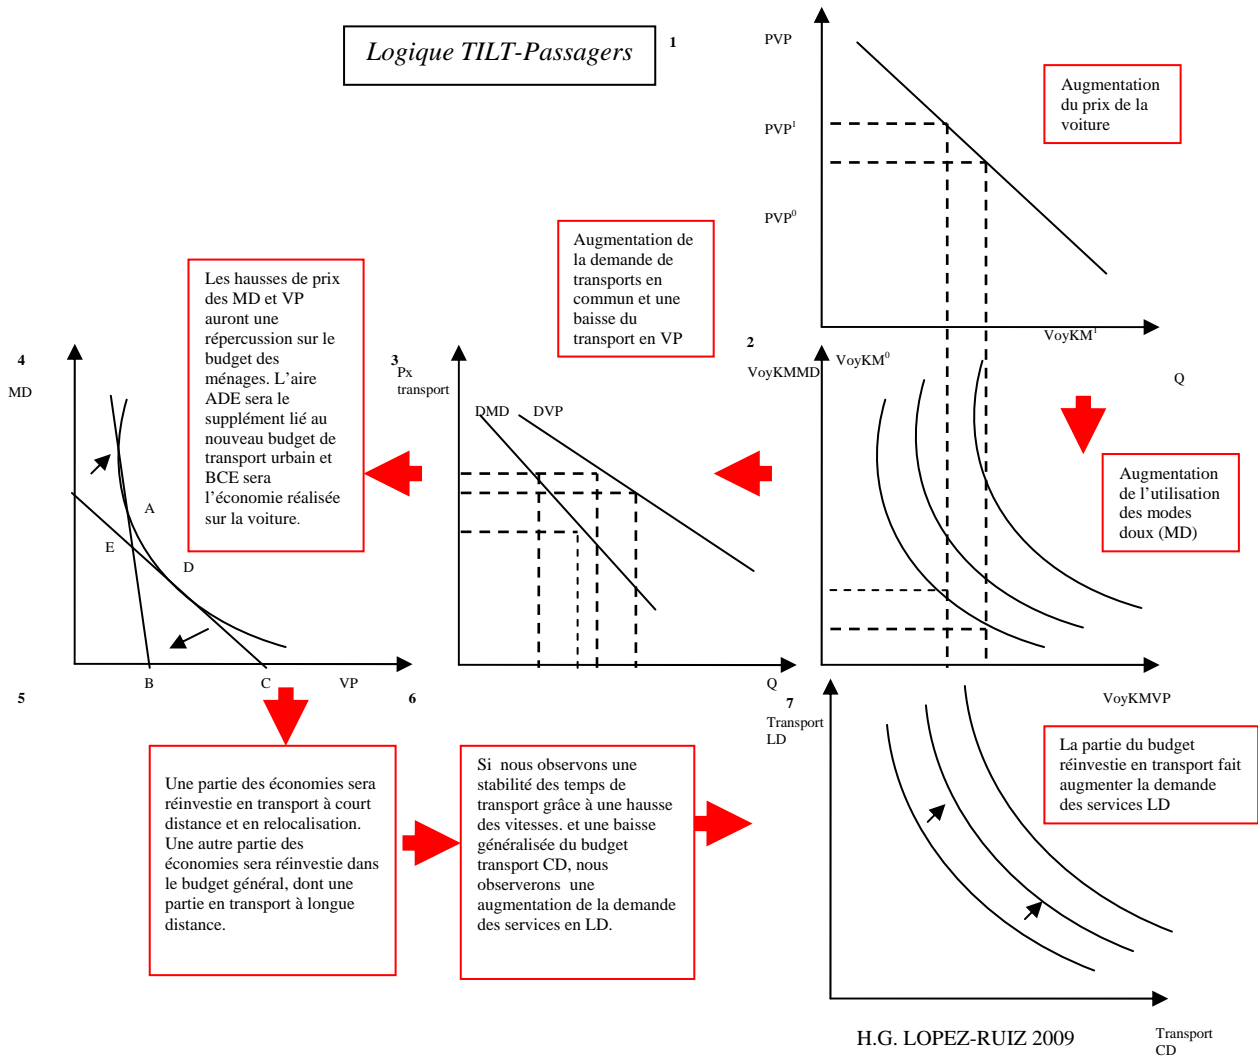 Logique TILT-Passagers
1
PVP
PVP¹
PVP⁰
Augmentation
du prix de la
voiture
VoyKM¹
Q
Augmentation de
la demande de
transports en
commun et une
baisse du
transport en VP
2
VoyKMMD
VoyKM⁰
Augmentation
de l’utilisation
des modes
doux (MD)
VoyKMVP
3
Px
transport
DMD
DVP
Q
Les hausses de prix
des MD et VP
auront une
répercussion sur le
budget des
ménages. L’aire
ADE sera le
supplément lié au
nouveau budget de
transport urbain et
BCE sera
l’économie réalisée
sur la voiture.
4
MD
A
E
D
B
C
VP
5
Une partie des économies sera
réinvestie en transport à court
distance et en relocalisation.
Une autre partie des
économies sera réinvestie dans
le budget général, dont une
partie en transport à longue
distance.
6
Si nous observons une
stabilité des temps de
transport grâce à une hausse
des vitesses. et une baisse
généralisée du budget
transport CD, nous
observerons une
augmentation de la demande
des services en LD.
7
Transport
LD
La partie du budget
réinvestie en transport fait
augmenter la demande
des services LD
H.G. LOPEZ-RUIZ 2009
Transport
CD